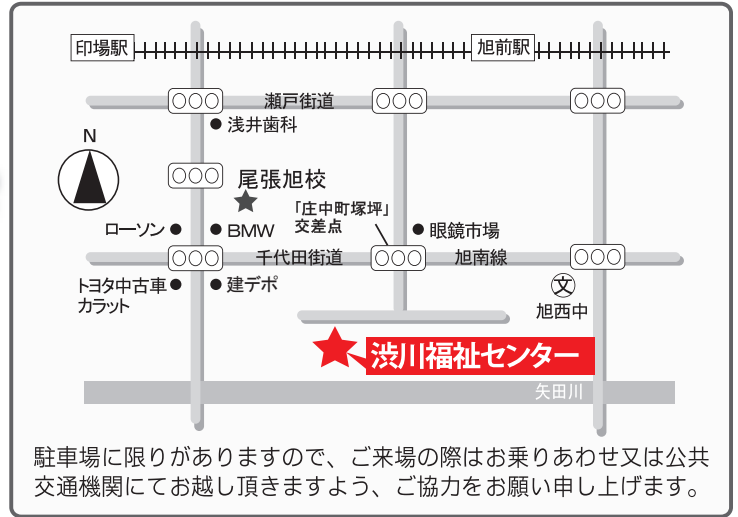 印場駅
旭前駅
瀬戸街道
浅井歯科
N
尾張旭校
ローソン
BMW
「庄中町塚坪」
交差点
眼鏡市場
千代田街道
旭南線
トヨタ中古車
カラット
建デポ
文
旭西中
渋川福祉センター
矢田川
駐車場に限りがありますので、ご来場の際はお乗りあわせ又は公共
交通機関にてお越し頂きますよう、ご協力をお願い申し上げます。